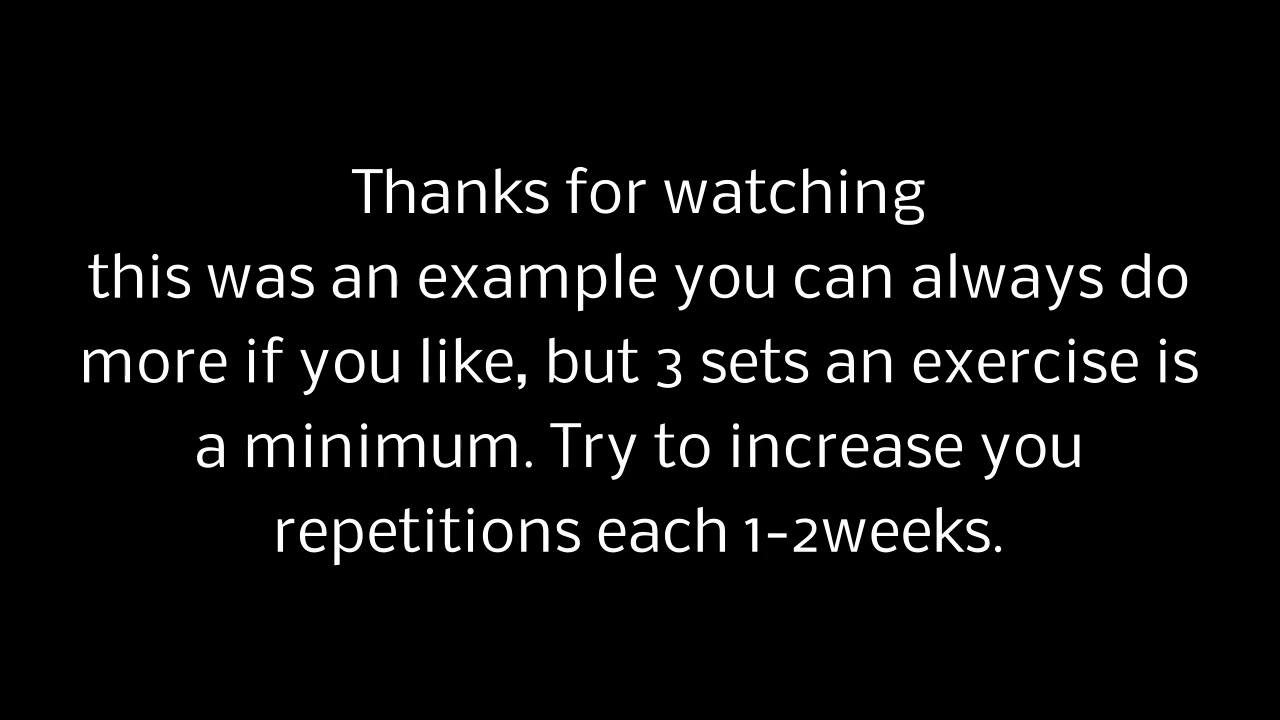 Thanks for watching
this was an example you can always do
more if you like, but 3 sets an exercise is
a minimum. Try to increase you
repetitions each 1-2weeks.